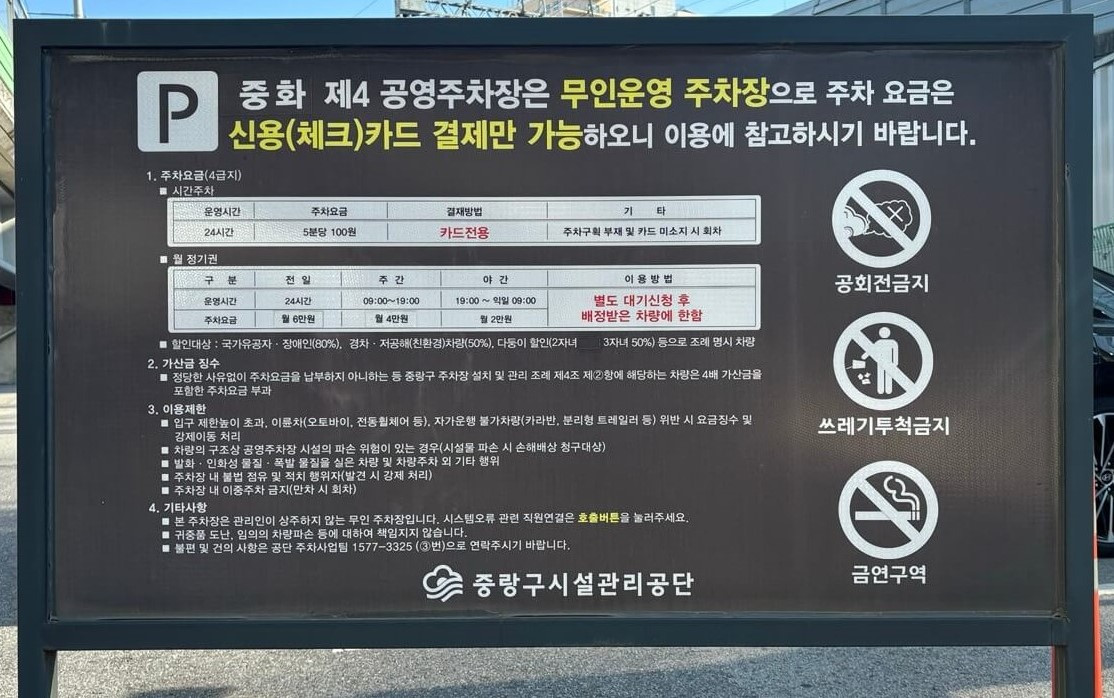 P
중화 제4 공영주차장은 무인운영 주차장으로 주차 요금은
신용(체크)카드 결제만 가능하오니 이용에 참고하시기 바랍니다.
1. 주차요금(4급지)
■ 시간주차
운영시간 주차요금 결재방법 기 타
24시간 5분당 100원 카드전용 주차구획 부재 및 카드 미소지 시 회차
■ 월 정기권
구 분 전 일 주 간 야 간 이 용 방 법
운영시간 24시간 09:00~19:00 19:00 ~ 익일 09:00 별도 대기신청 후
주차요금 월 6만원 월 4만원 월 2만원 배정받은 차량에 한함
■ 할인대상 : 국가유공자 · 장애인(80%), 경차 · 저공해(친환경)차량(50%), 다둥이 할인(2자녀 3자녀 50%) 등으로 조례 명시 차량
2. 가산금 징수
■ 정당한 사유없이 주차요금을 납부하지 아니하는 등 중랑구 주차장 설치 및 관리 조례 제4조 제②항에 해당하는 차량은 4배 가산금을
포함한 주차요금 부과
3. 이용제한
■ 입구 제한높이 초과, 이륜차(오토바이, 전동휠체어 등), 자가운행 불가차량(카라반, 분리형 트레일러 등) 위반 시 요금징수 및
강제이동 처리
■ 차량의 구조상 공영주차장 시설의 파손 위험이 있는 경우(시설물 파손 시 손해배상 청구대상)
■ 발화 · 인화성 물질 · 폭발 물질을 실은 차량 및 차량주차 외 기타 행위
■ 주차장 내 불법 점유 및 적치 행위자(발견 시 강제 처리)
■ 주차장 내 이중주차 금지(만차 시 회차)
4. 기타사항
■ 본 주차장은 관리인이 상주하지 않는 무인 주차장입니다. 시스템오류 관련 직원연결은 호출버튼을 눌러주세요.
■ 귀중품 도난, 임의의 차량파손 등에 대하여 책임지지 않습니다.
■ 불편 및 건의 사항은 공단 주차사업팀 1577-3325 (③번)으로 연락주시기 바랍니다.
중랑구시설관리공단
공회전금지
쓰레기투척금지
금연구역